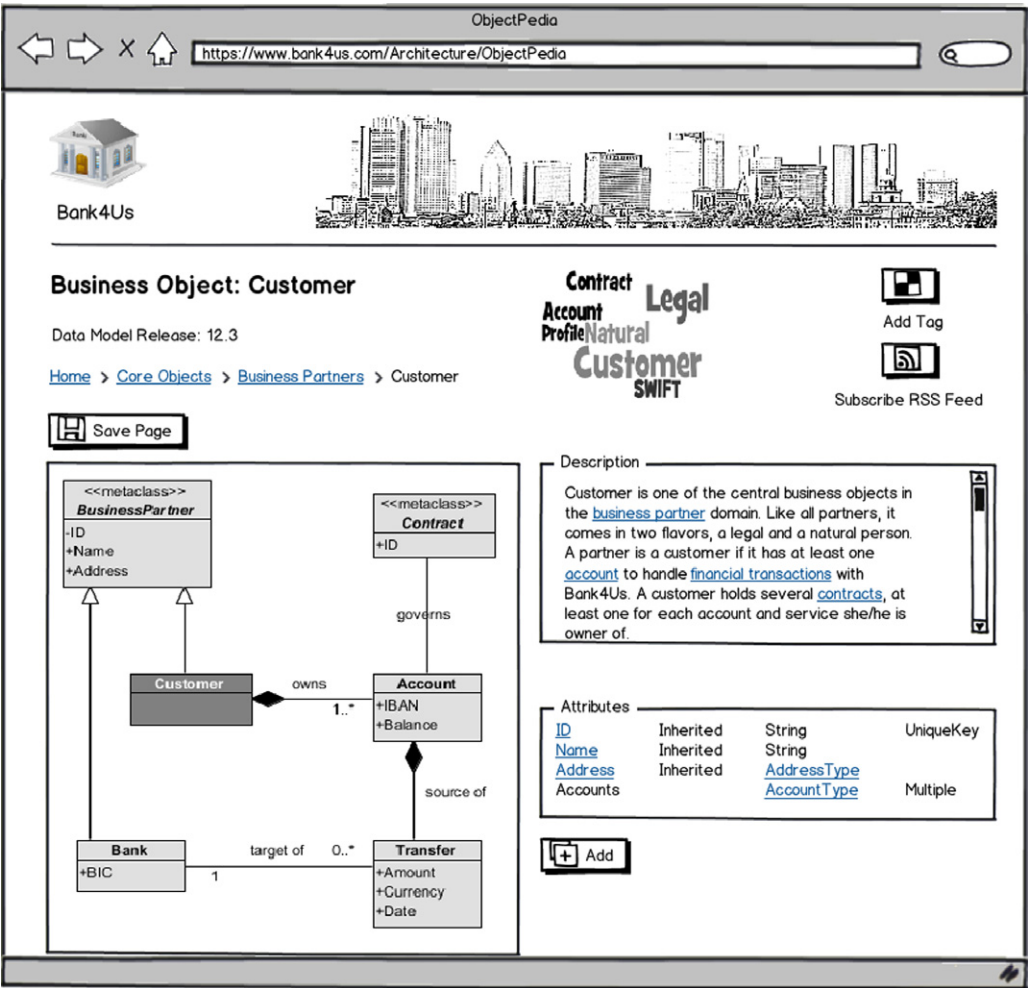 ObjectPedia
X
https://www.bank4us.com/Architecture/ObjectPedia
Bank
Bank4Us
Business Object: Customer
Data Model Release: 12.3
Home > Core Objects > Business Partners > Customer
Contract
Legal
Account
Profile Natural
Customer
SWIFT
Add Tag
Subscribe RSS Feed
Save Page
<<metaclass>>
BusinessPartner
-ID
+Name
+Address
<<metaclass>>
Contract
+ID
governs
Customer
owns
1..*
Account
+IBAN
+Balance
source of
Bank
+BIC
target of
0..*
1
Transfer
+Amount
+Currency
+Date
Description
Customer is one of the central business objects in
the business partner domain. Like all partners, it
comes in two flavors, a legal and a natural person.
A partner is a customer if it has at least one
account to handle financial transactions with
Bank4Us. A customer holds several contracts, at
least one for each account and service she/he is
owner of.
Attributes
ID Inherited String UniqueKey
Name Inherited String
Address Inherited AddressType
Accounts AccountType Multiple
Add